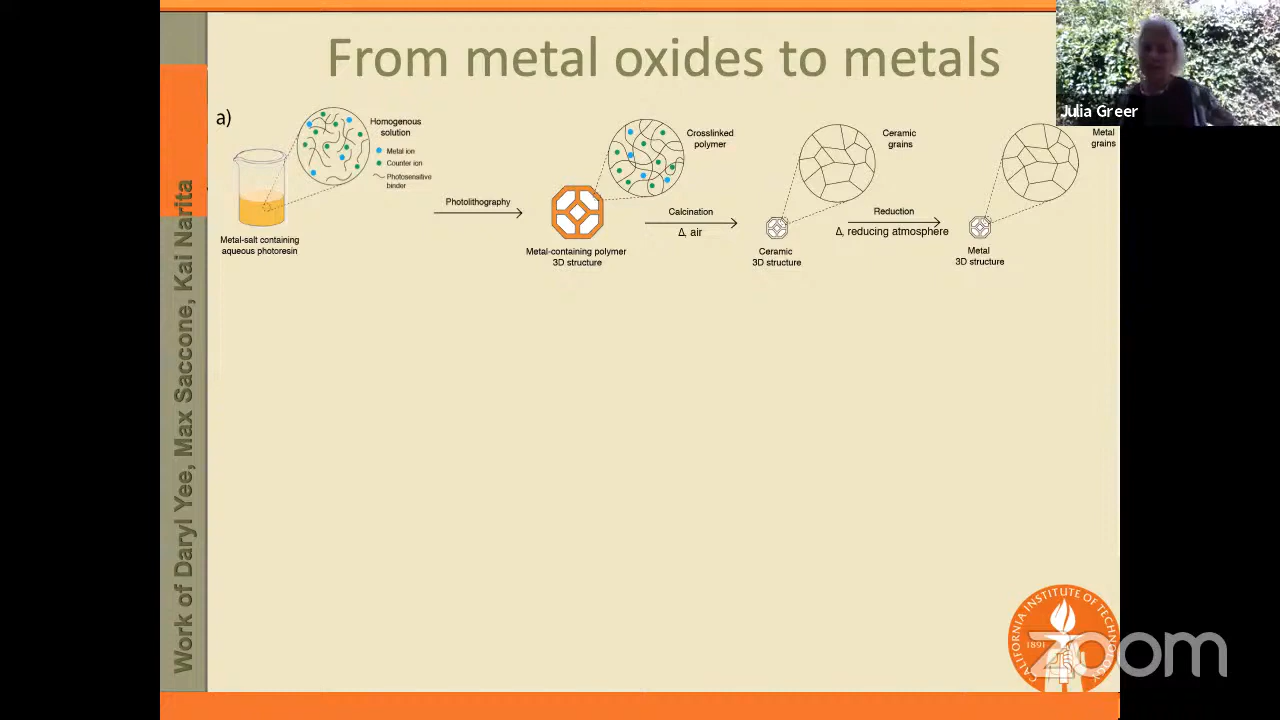 From metal oxides to metals
Julia Greer
a)
Homogenous
solution
Metal ion
Counter ion
Photosensitive
binder
Metal-salt containing
aqueous photoresin
Photolithography
Crosslinked
polymer
Metal-containing polymer
3D structure
Calcination
Δ, air
Ceramic
grains
Ceramic
3D structure
Reduction
Δ, reducing atmosphere
Metal
grains
Metal
3D structure
Work of Daryl Yee, Max Saccone, Kai Narita
CALIFORNIA INSTITUTE OF TECHNOLOGY
1891
zoom